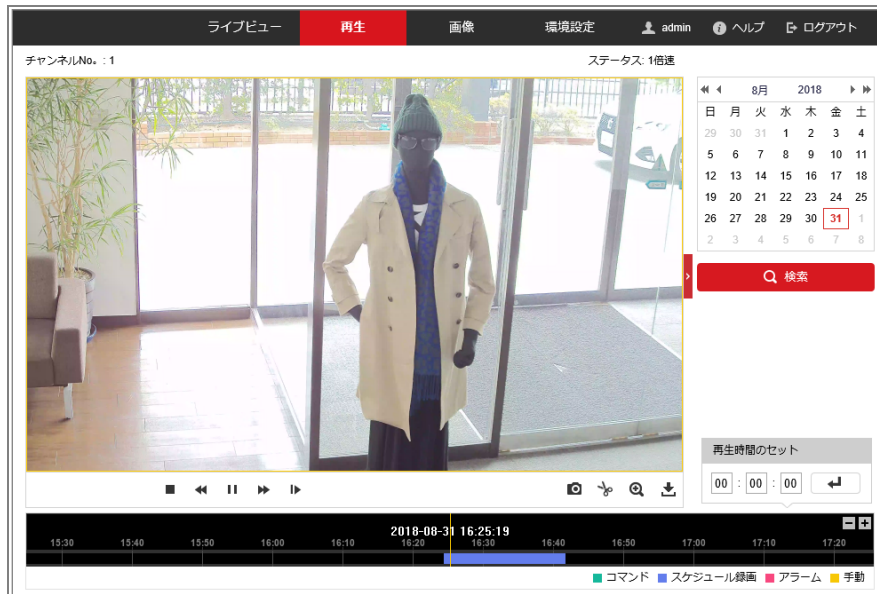 ライブビュー 再生 画像 環境設定 admin ヘルプ ログアウト
チャンネルNo。: 1 ステータス: 1倍速
8月 2018
日 月 火 水 木 金 土
29 30 31 1 2 3 4
5 6 7 8 9 10 11
12 13 14 15 16 17 18
19 20 21 22 23 24 25
26 27 28 29 30 31 1
2 3 4 5 6 7 8
検索
再生時間のセット
00 : 00 : 00
2018-08-31 16:25:19
15:30 15:40 15:50 16:00 16:10 16:20 16:30 16:40 16:50 17:00 17:10 17:20
コマンド スケジュール録画 アラーム 手動